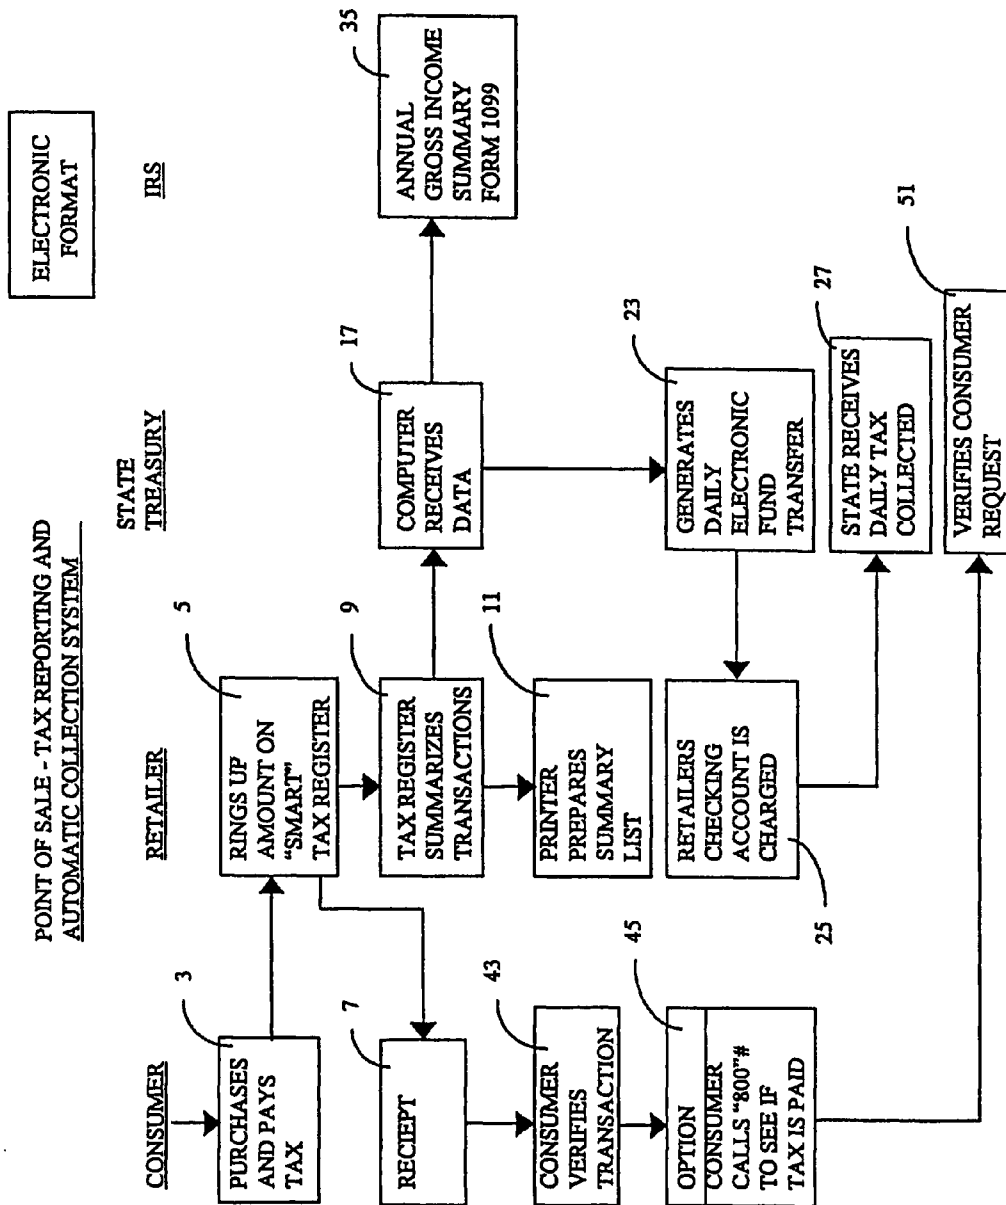 POINT OF SALE - TAX REPORTING AND
AUTOMATIC COLLECTION SYSTEM
ELECTRONIC
FORMAT
CONSUMER
RETAILER
STATE
TREASURY
IRS
3
PURCHASES
AND PAYS
TAX
5
RINGS UP
AMOUNT ON
"SMART"
TAX REGISTER
7
RECIEPT
9
TAX REGISTER
SUMMARIZES
TRANSACTIONS
17
COMPUTER
RECEIVES
DATA
35
ANNUAL
GROSS INCOME
SUMMARY
FORM 1099
43
CONSUMER
VERIFIES
TRANSACTION
11
PRINTER
PREPARES
SUMMARY
LIST
45
OPTION
CONSUMER
CALLS "800"#
TO SEE IF
TAX IS PAID
RETAILERS
CHECKING
ACCOUNT IS
CHARGED
25
23
GENERATES
DAILY
ELECTRONIC
FUND
TRANSFER
27
STATE RECEIVES
DAILY TAX
COLLECTED
51
VERIFIES CONSUMER
REQUEST